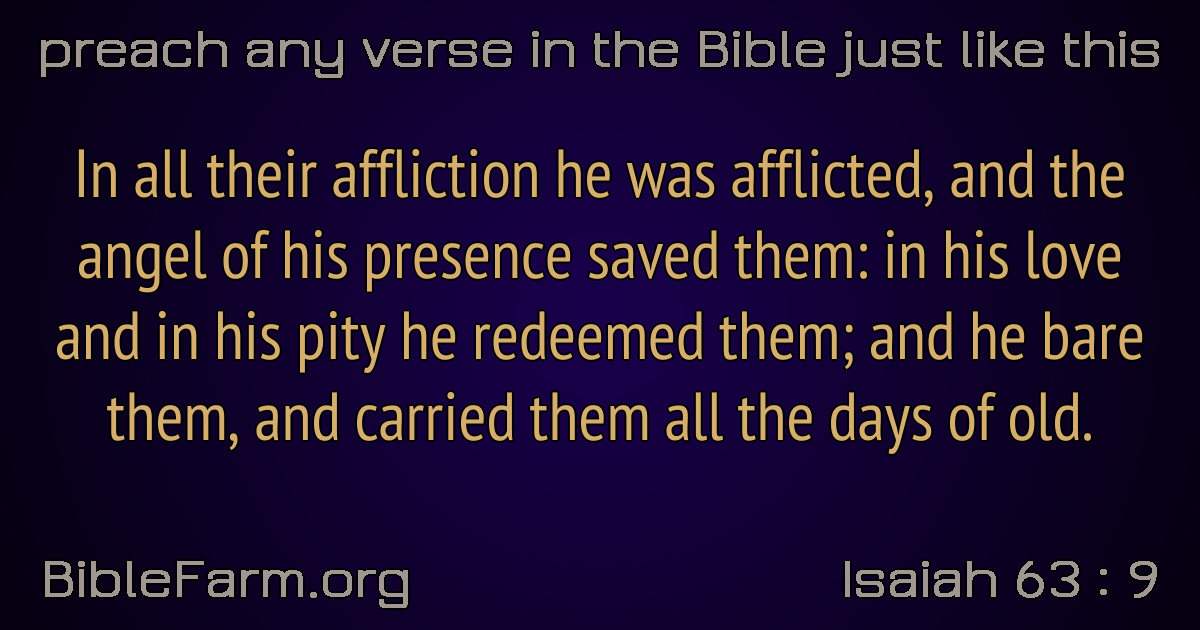 preach any verse in the Bible just like this
In all their affliction he was afflicted, and the
angel of his presence saved them: in his love
and in his pity he redeemed them; and he bare
them, and carried them all the days of old.
BibleFarm.org
Isaiah 63 : 9